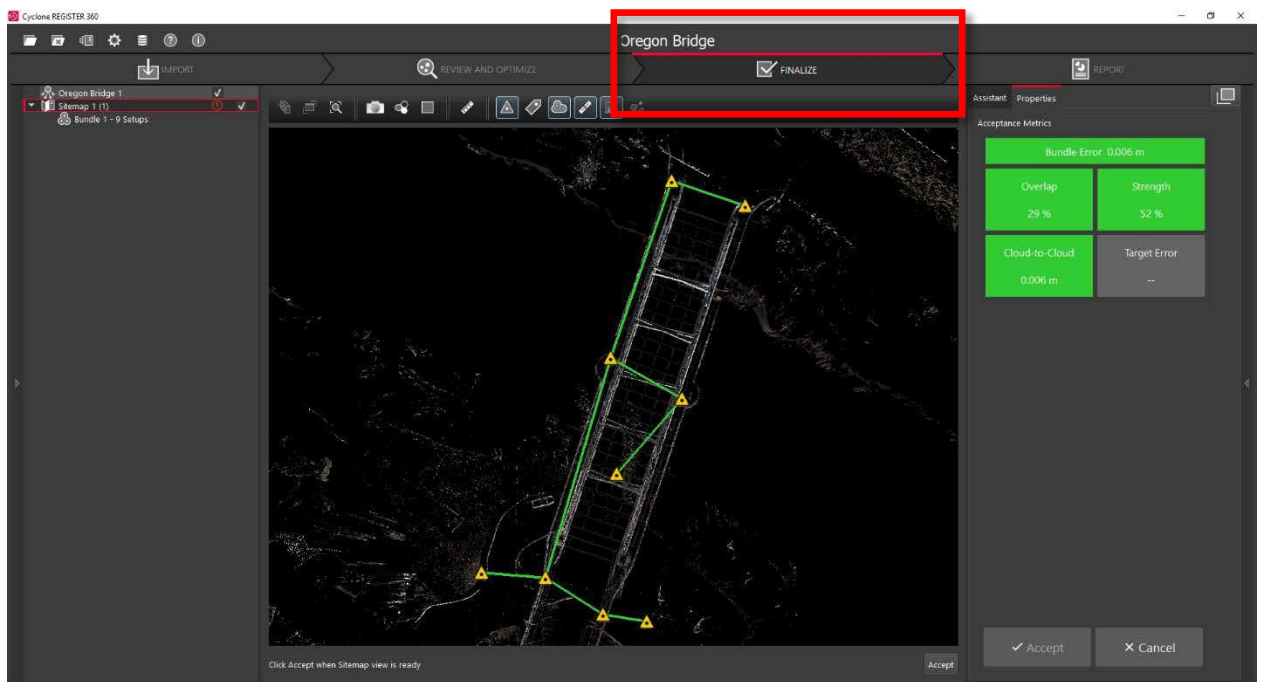 Cyclone REGISTER 360
Oregon Bridge
IMPORT
REVIEW AND OPTIMIZE
FINALIZE
REPORT
Oregon Bridge 1
Sitemap 1 (1)
Bundle 1 - 9 Setups
Assistant Properties
Acceptance Metrics
Bundle Error 0.006 m
Overlap Strength
29 % 52 %
Cloud-to-Cloud Target Error
0.006 m --
Accept Cancel
Click Accept when Sitemap view is ready Accept